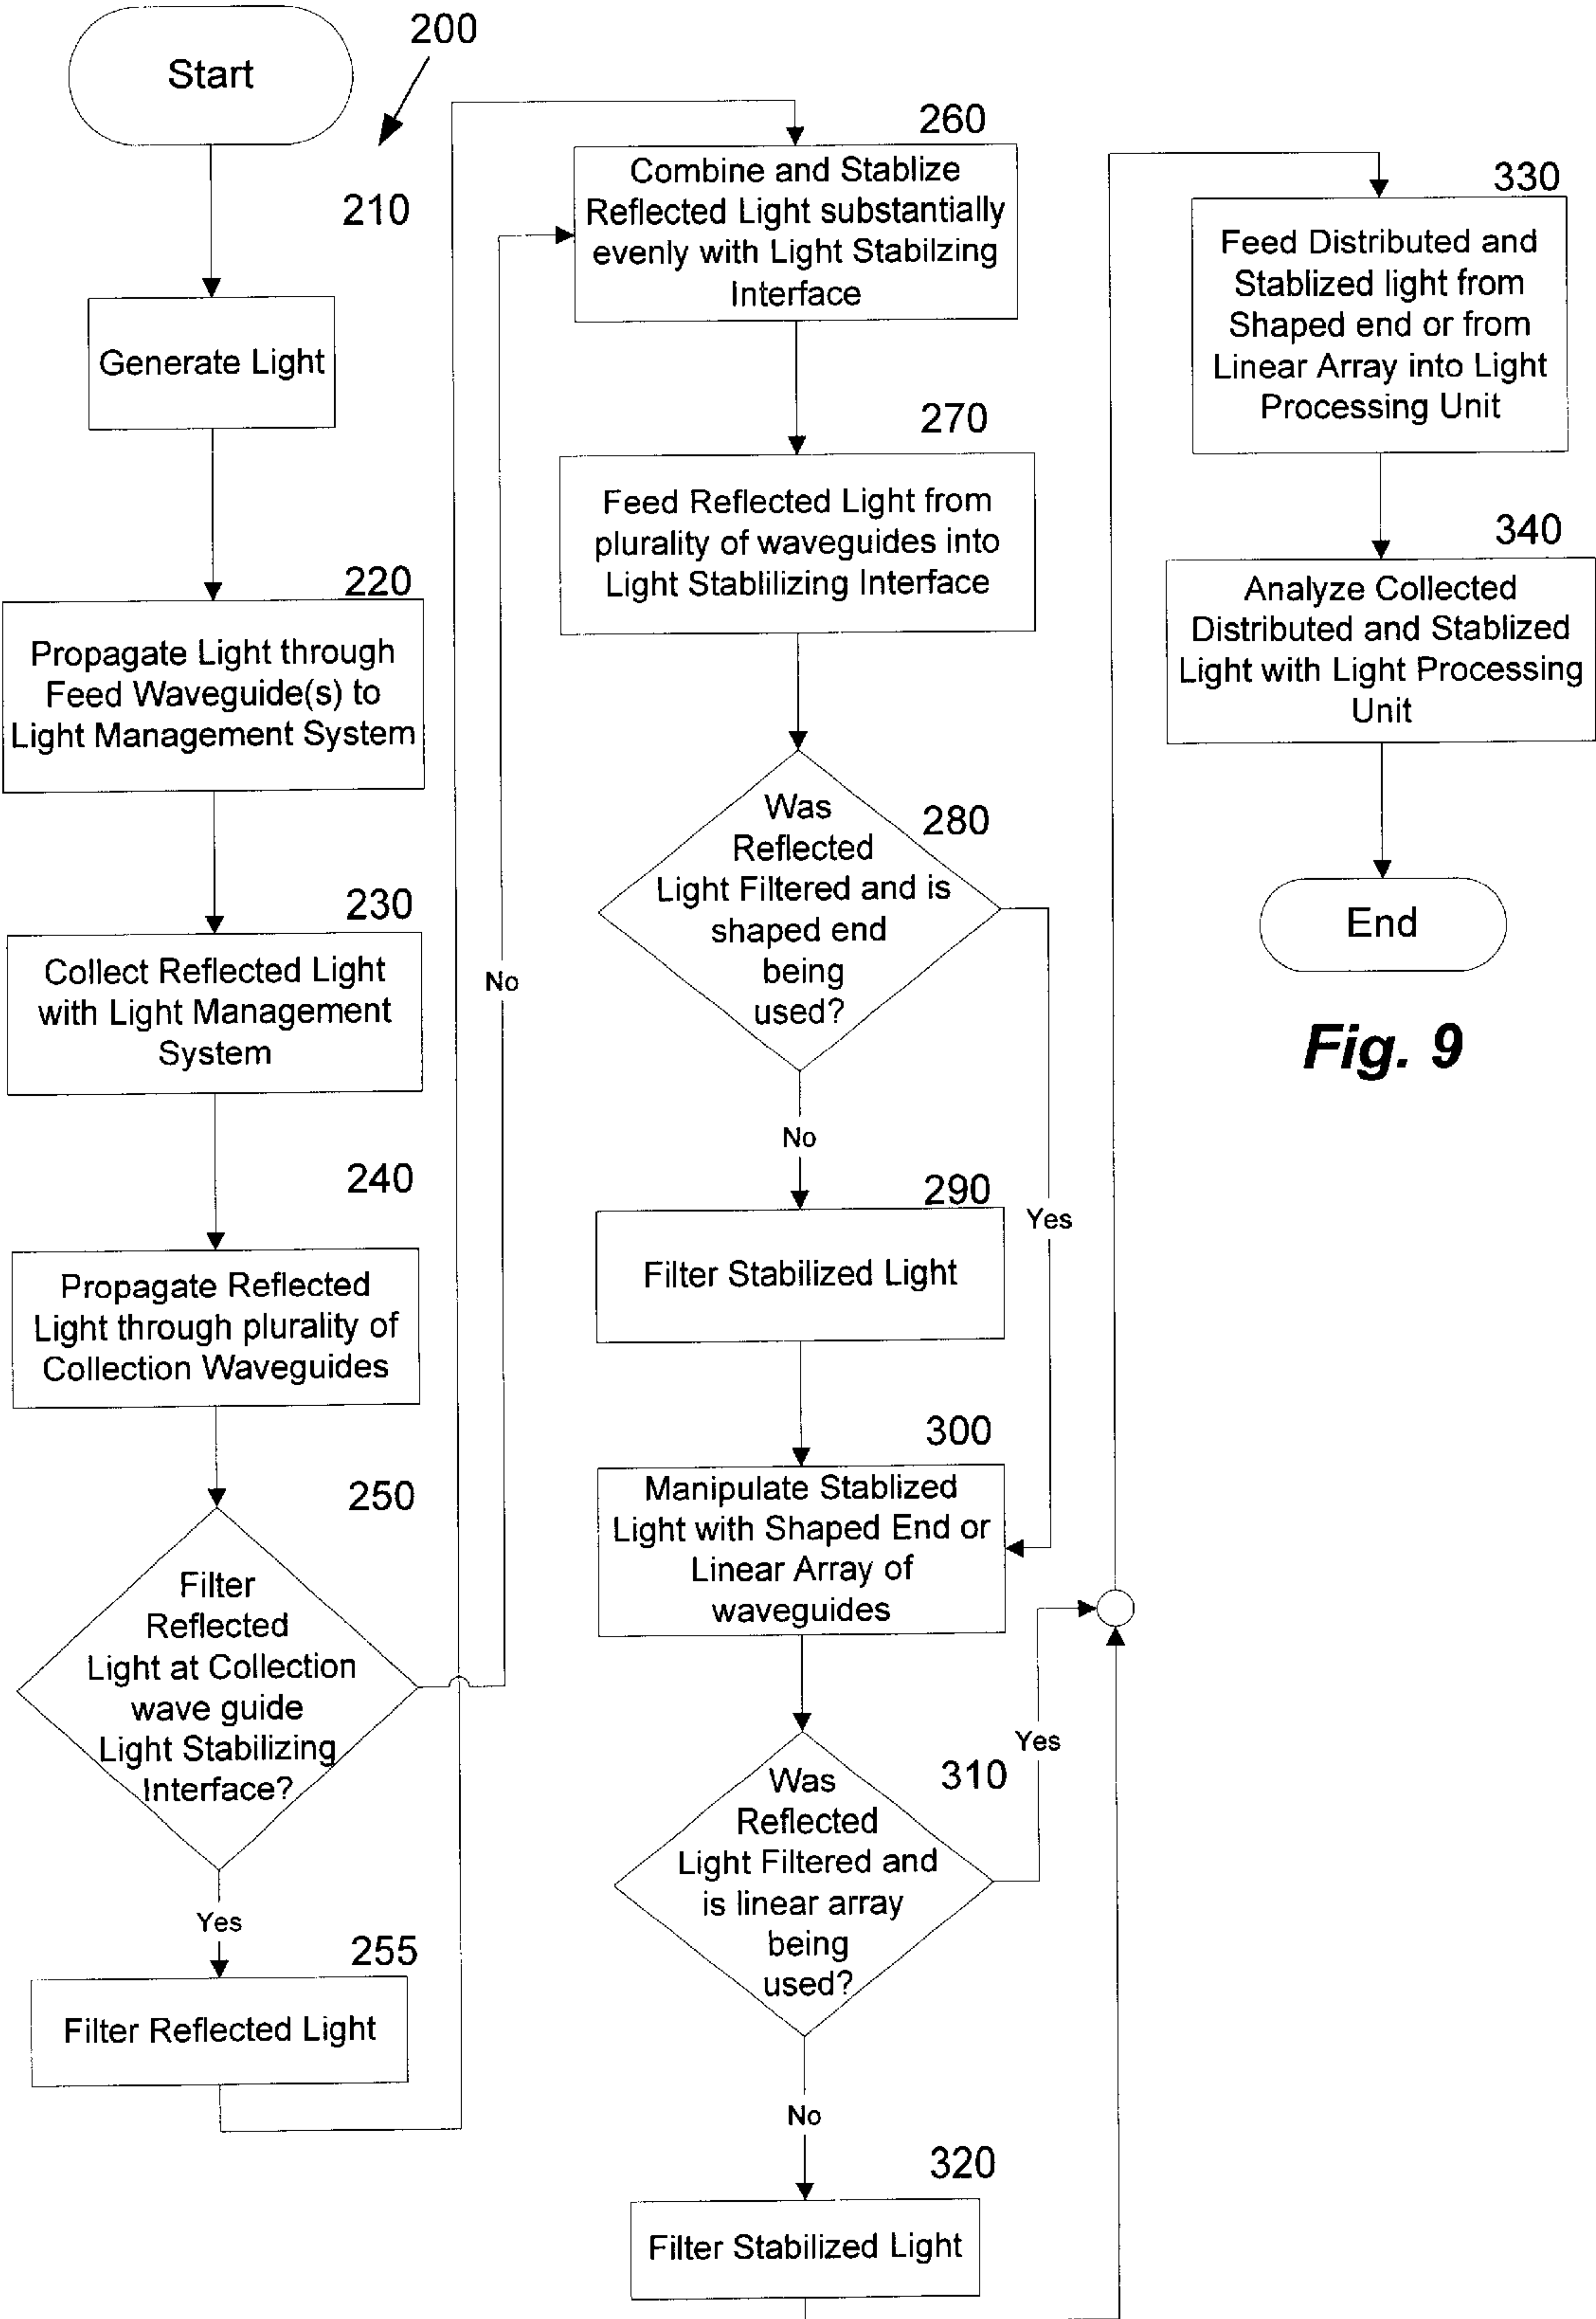 Start
200
210
Generate Light
220
Propagate Light through
Feed Waveguide(s) to
Light Management System
230
Collect Reflected Light
with Light Management
System
240
Propagate Reflected
Light through plurality of
Collection Waveguides
250
Filter
Reflected
Light at Collection
wave guide
Light Stabilizing
Interface?
Yes
255
Filter Reflected Light
No
260
Combine and Stablize
Reflected Light substantially
evenly with Light Stabilzing
Interface
270
Feed Reflected Light from
plurality of waveguides into
Light Stablilizing Interface
280
Was
Reflected
Light Filtered and is
shaped end
being
used?
No
Yes
290
Filter Stabilized Light
300
Manipulate Stablized
Light with Shaped End or
Linear Array of
waveguides
310
Was
Reflected
Light Filtered and
is linear array
being
used?
Yes
No
320
Filter Stabilized Light
330
Feed Distributed and
Stablized light from
Shaped end or from
Linear Array into Light
Processing Unit
340
Analyze Collected
Distributed and Stablized
Light with Light Processing
Unit
End
Fig. 9